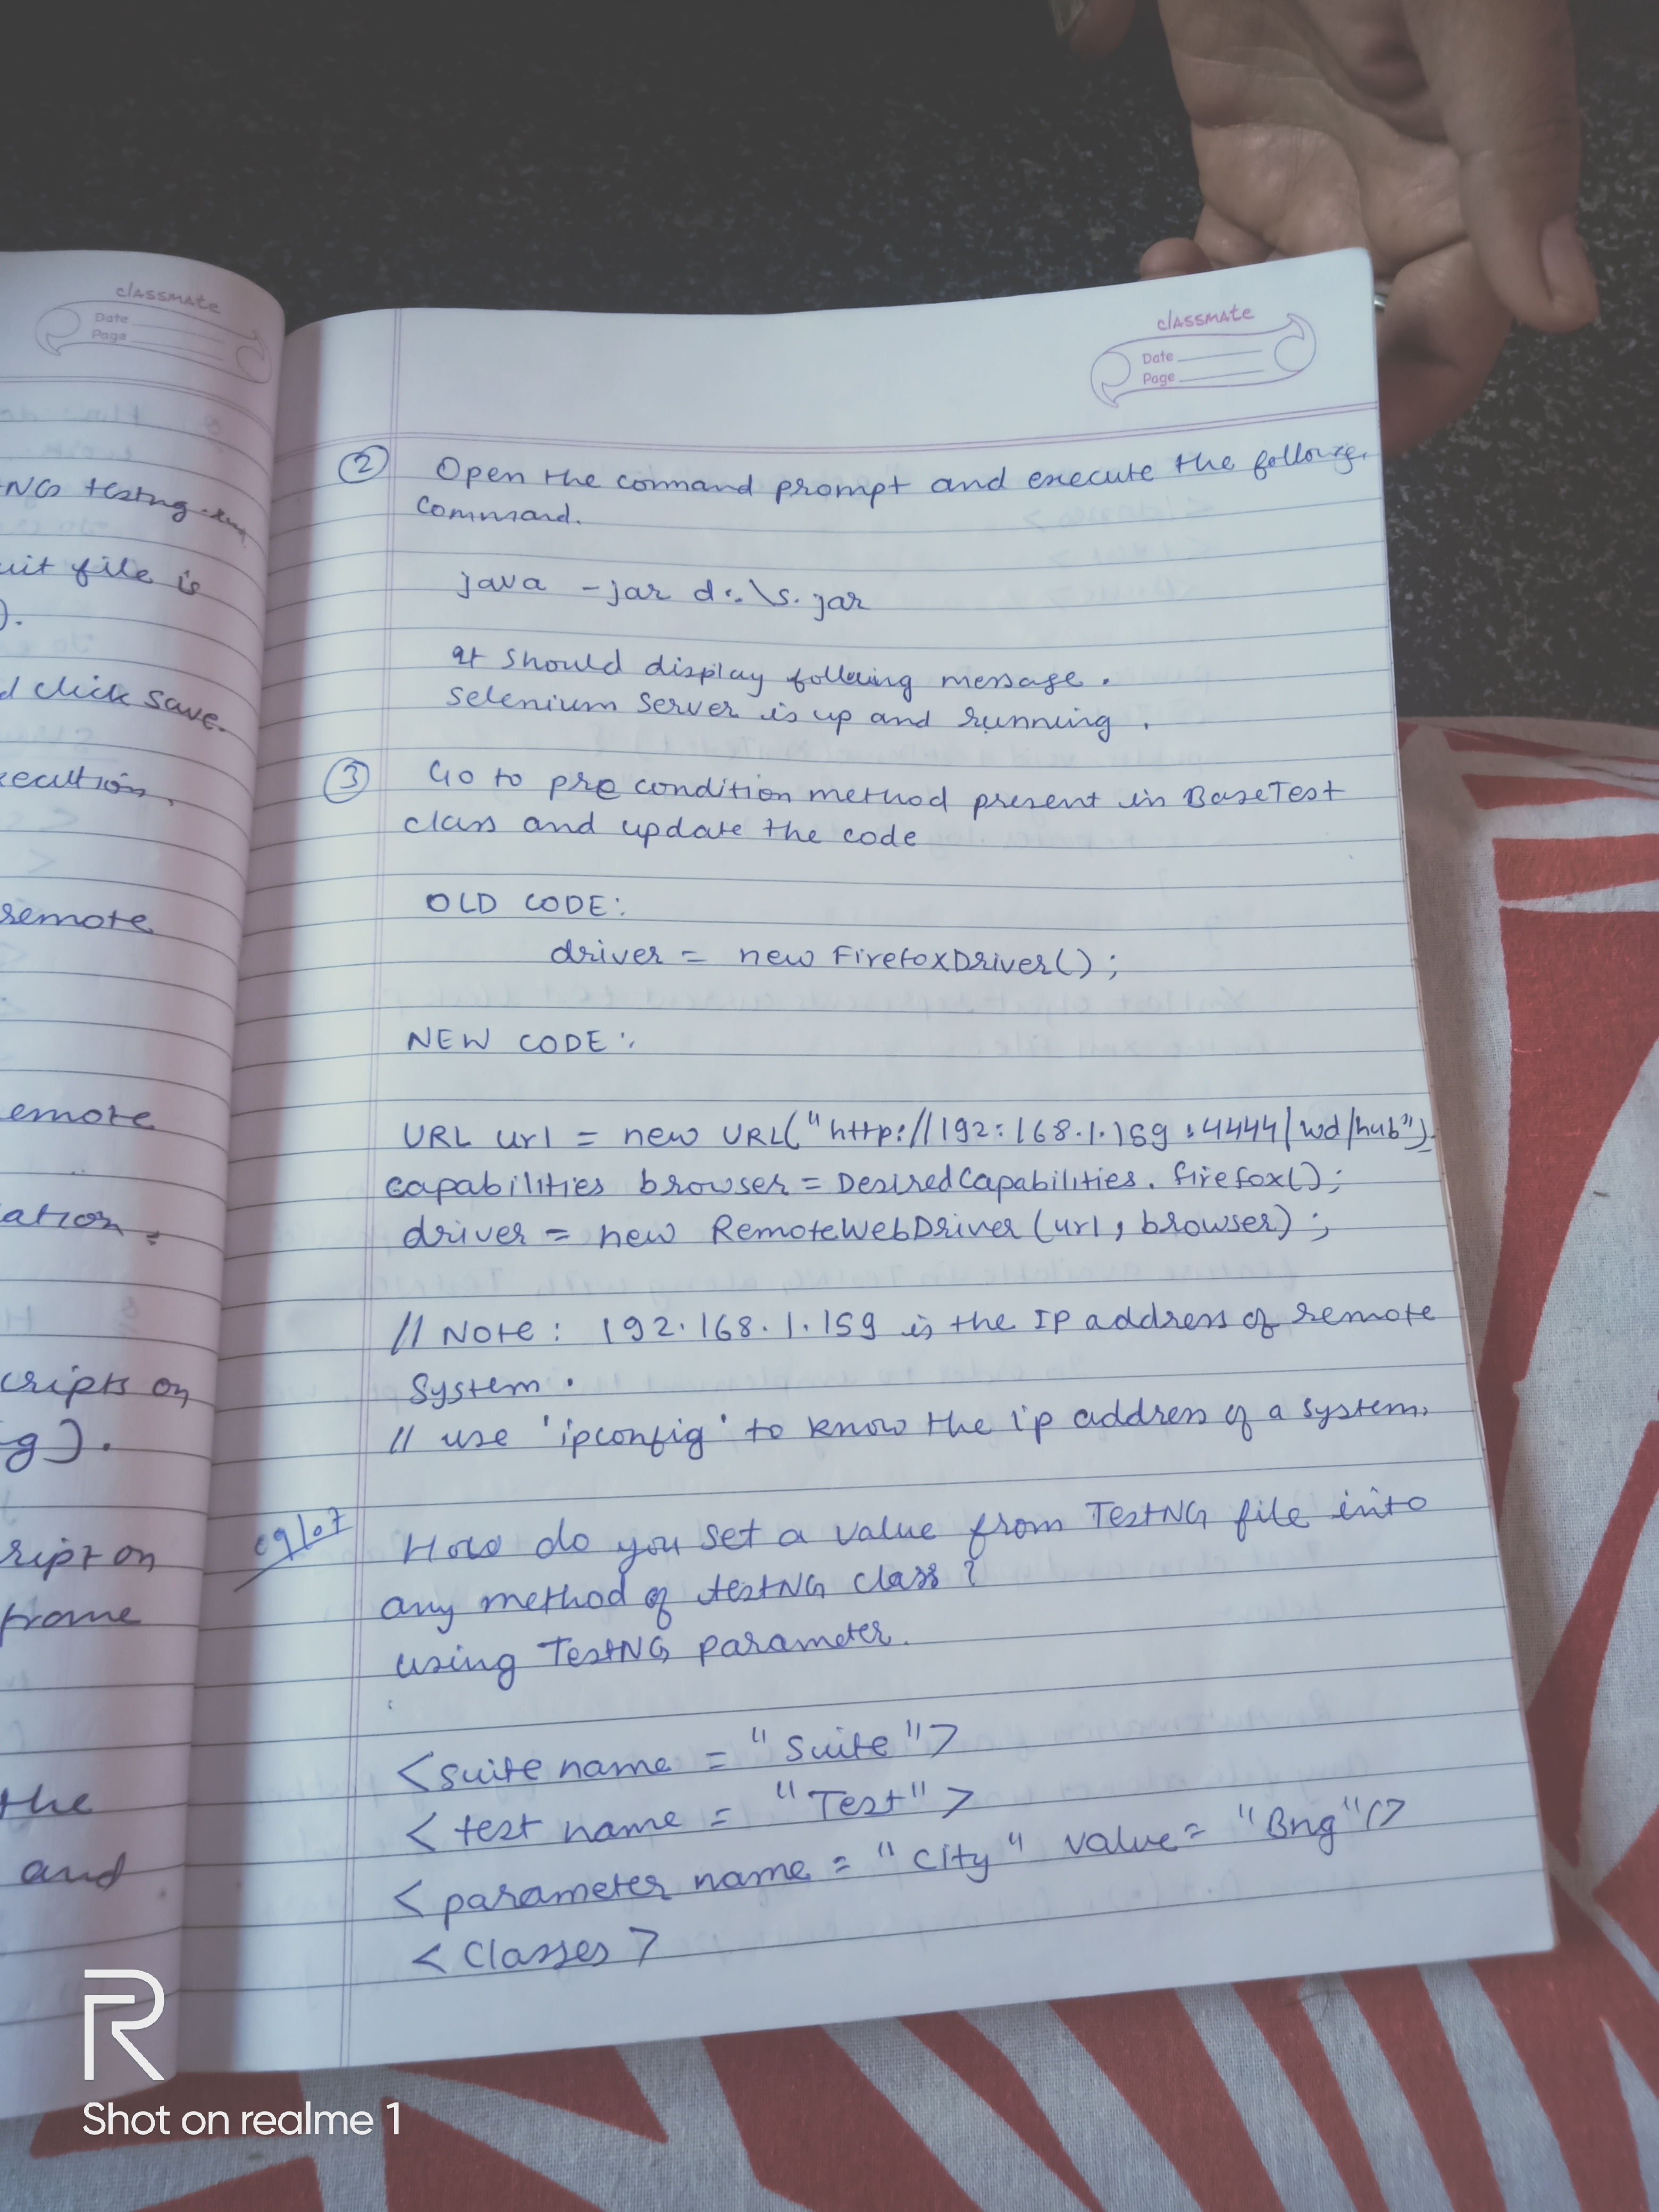 classmate
Date
Page
NG testng.
uit file is
).
d click save.
ecution.
remote
emote
ation.
cripts on
g).
ript on
frame
the
and
classmate
Date
Page
② Open the command prompt and execute the
command.
java -jar d:\s.jar
It should display following message.
Selenium Server is up and running.
③ Go to pre condition method present in BaseTest
class and update the code
OLD CODE:
driver = new FirefoxDriver();
NEW CODE:
URL url = new URL("http://192:168.1.159:4444/wd/hub").
capabilities browser = DesiredCapabilities.firefox();
driver = new RemoteWebDriver(url, browser);
// Note: 192.168.1.159 is the IP address of remote
System.
// use 'ipconfig' to know the ip address of a system.
09/07 How do you set a value from TestNG file into
any method of testNG class?
using TestNG parameter.
<suite name = "Suite">
<test name = "Test">
<parameter name = "city" value = "Bng"/>
<classes>
R
Shot on realme 1